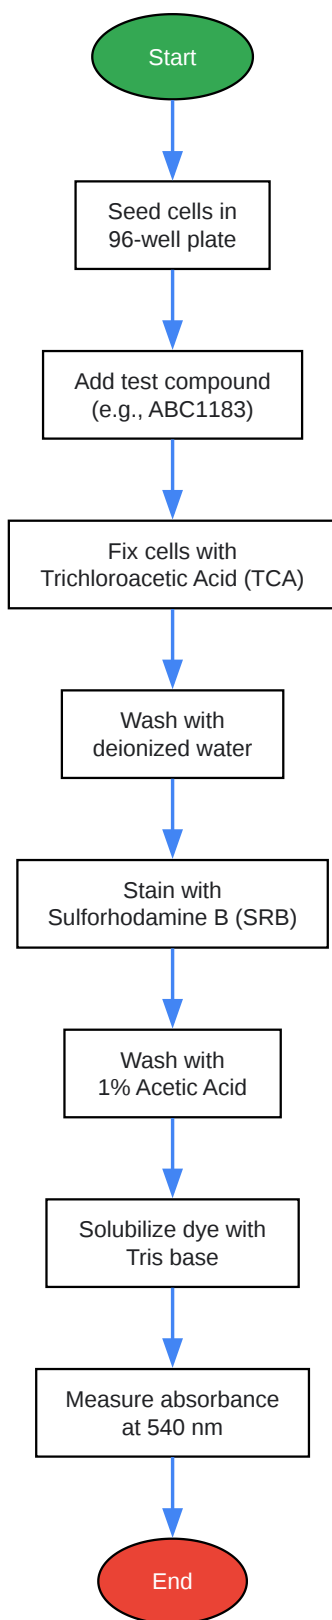 Start
Seed cells in
96-well plate
Add test compound
(e.g., ABC1183)
Fix cells with
Trichloroacetic Acid (TCA)
Wash with
deionized water
Stain with
Sulforhodamine B (SRB)
Wash with
1% Acetic Acid
Solubilize dye with
Tris base
Measure absorbance
at 540 nm
End